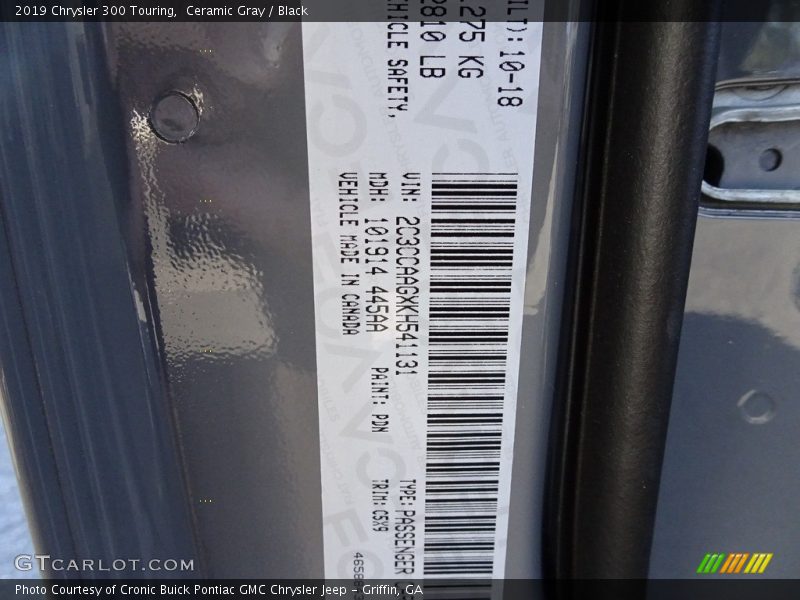 2019 Chrysler 300 Touring, Ceramic Gray / Black
10-18
1275 KG
2810 LB
VEHICLE SAFETY,
VIN: 2C3CCAAGXKH541131 TYPE: PASSENGER
MDH: 101914 445AA PAINT: PDN TRIM: C5X9
VEHICLE MADE IN CANADA
GTCARLOT.COM
Photo Courtesy of Cronic Buick Pontiac GMC Chrysler Jeep - Griffin, GA